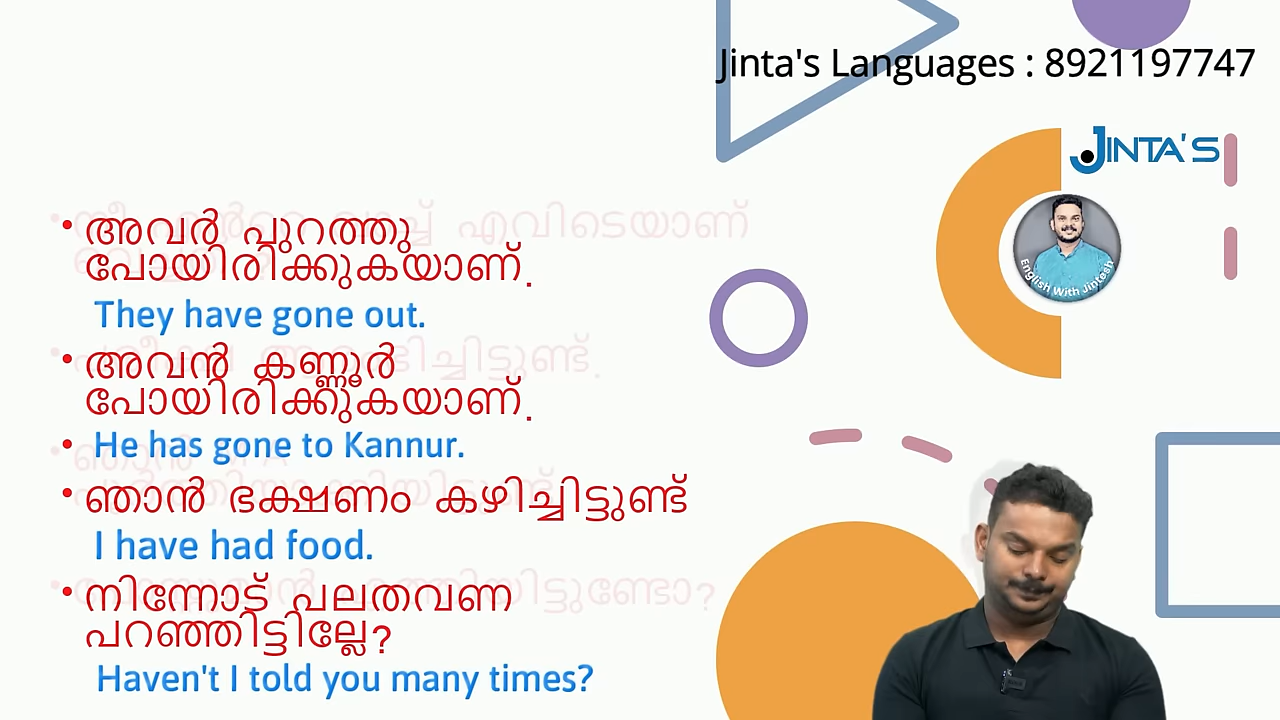 Jinta's Languages : 8921197747
JINTA'S
English With Jintesh
• അവർ പുറത്തു
പോയിരിക്കുകയാണ്.
They have gone out.
• അവൻ കണ്ണൂർ
പോയിരിക്കുകയാണ്.
• He has gone to Kannur.
• ഞാൻ ഭക്ഷണം കഴിച്ചിട്ടുണ്ട്
I have had food.
• നിന്നോട് പലതവണ
പറഞ്ഞിട്ടില്ലേ?
Haven't I told you many times?